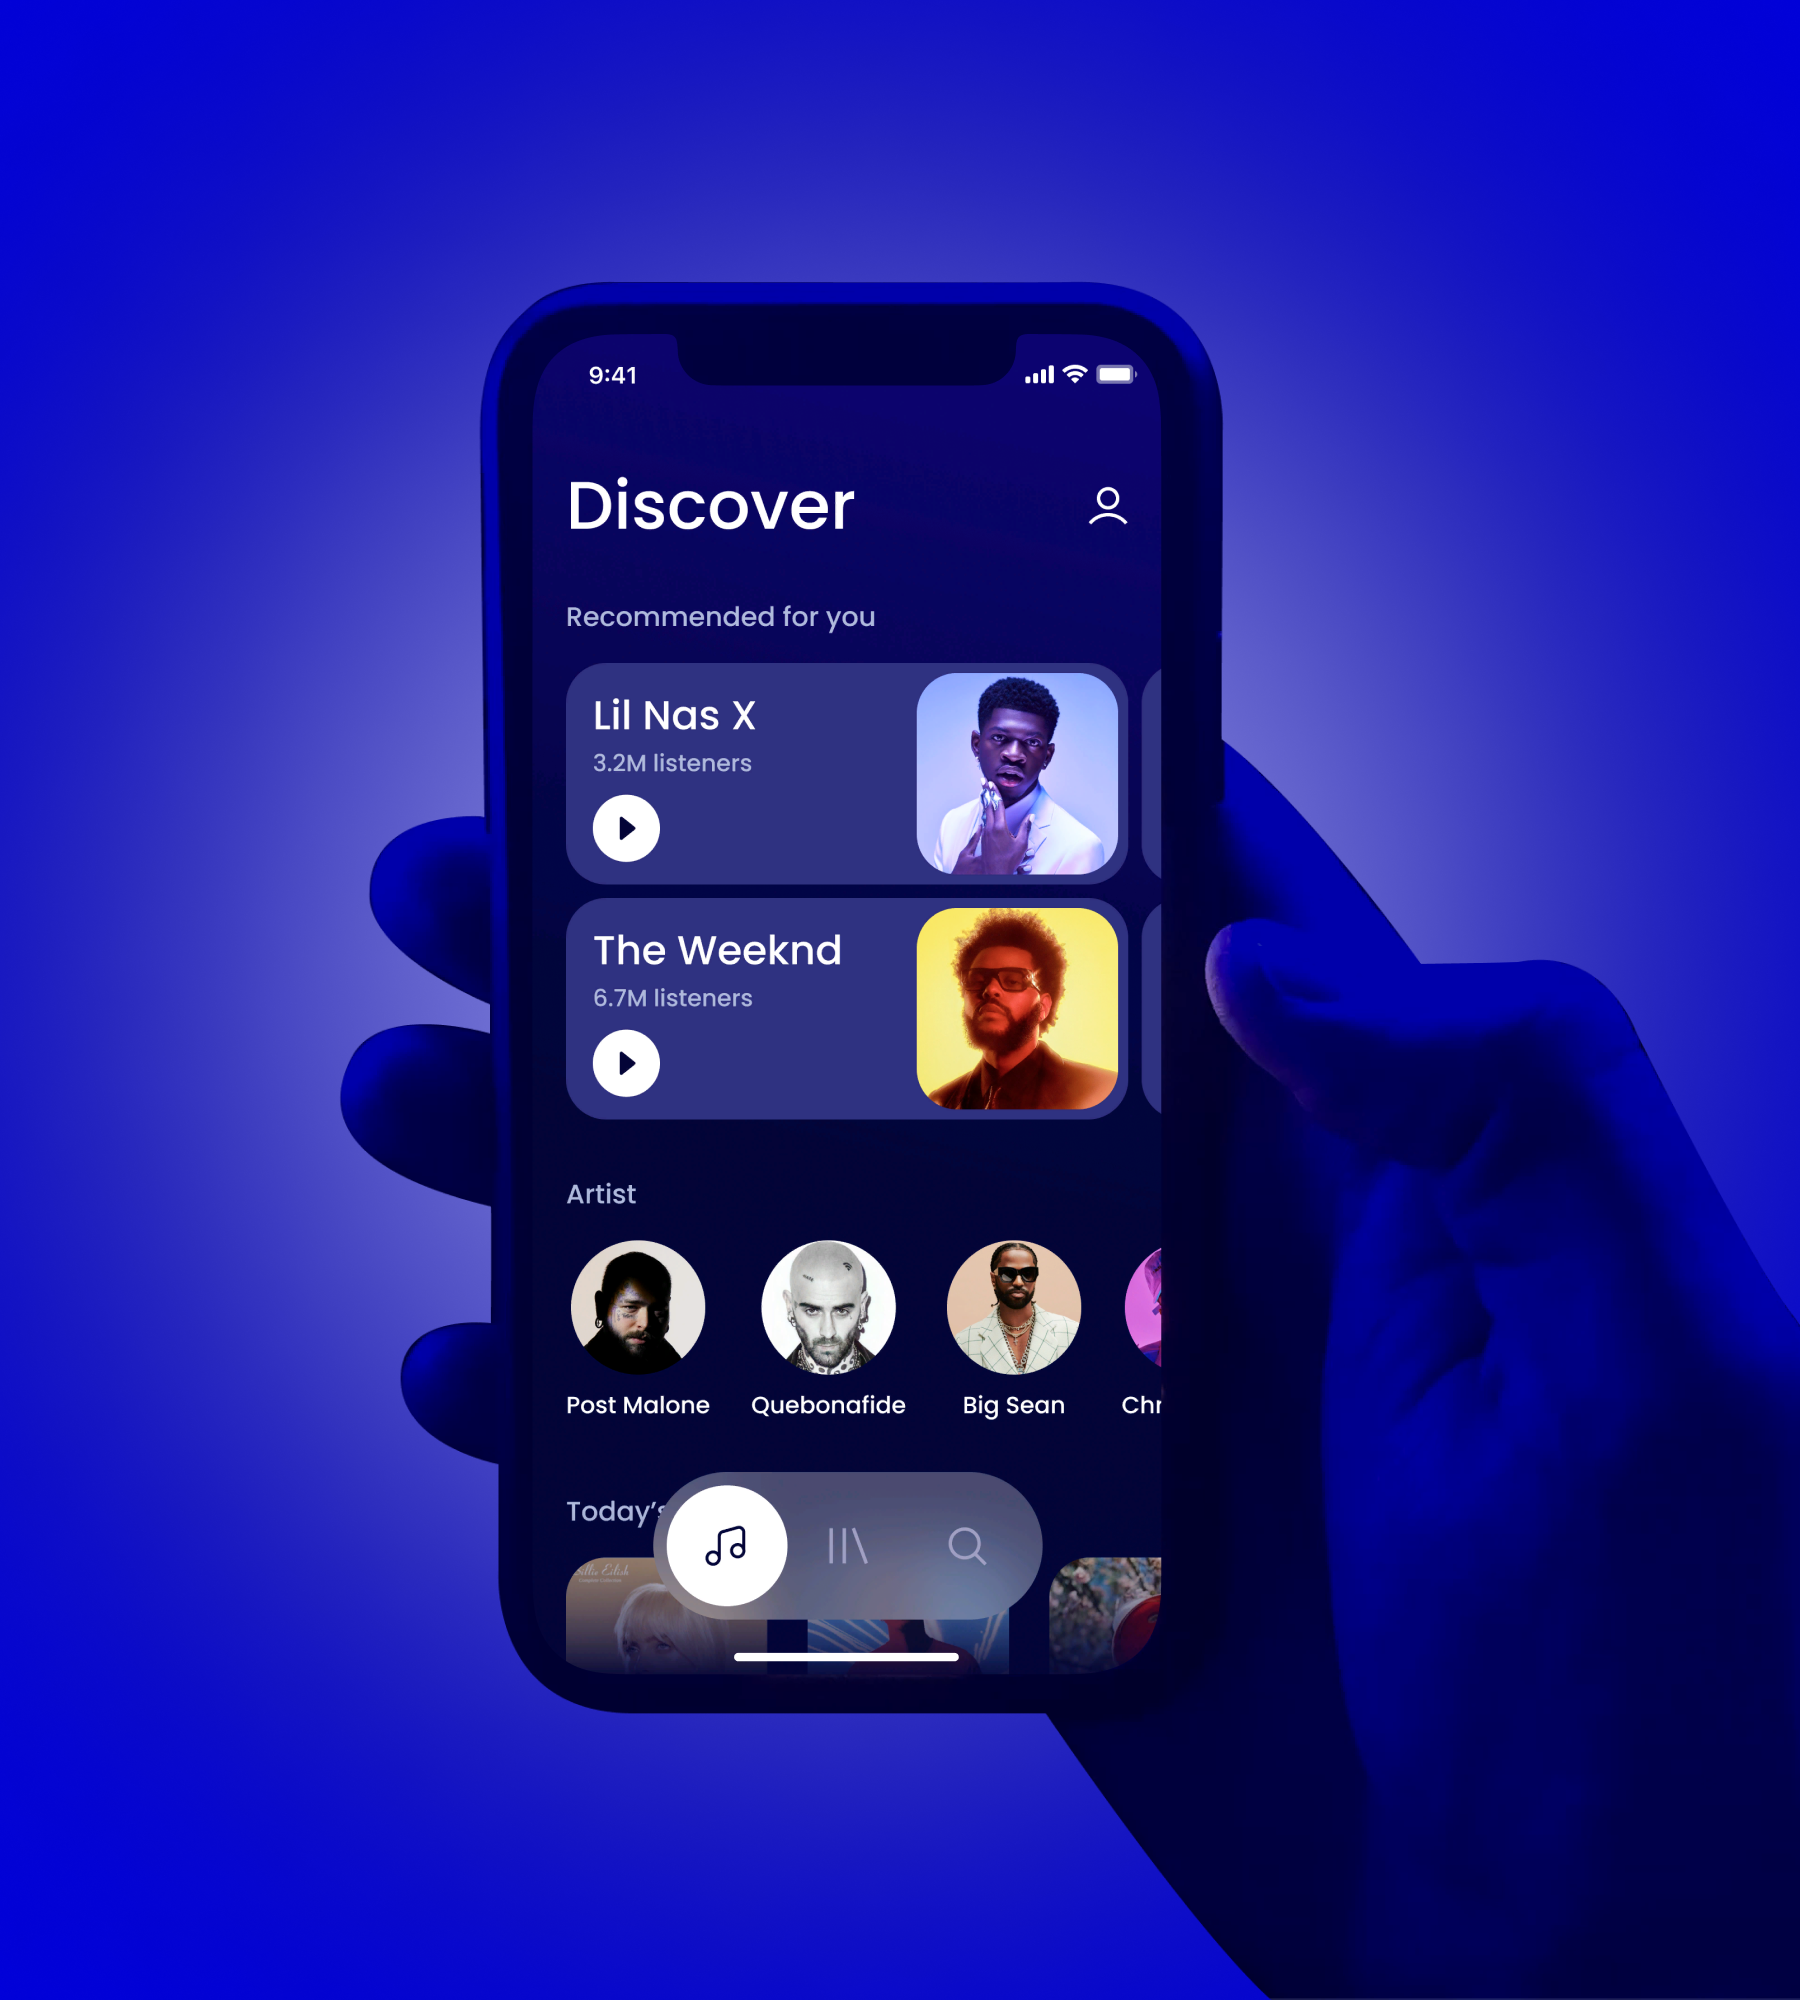 9:41
Discover
Recommended for you
Lil Nas X
3.2M listeners
The Weeknd
6.7M listeners
Artist
Post Malone
Quebonafide
Big Sean
Chr
Today's
Billie Eilish